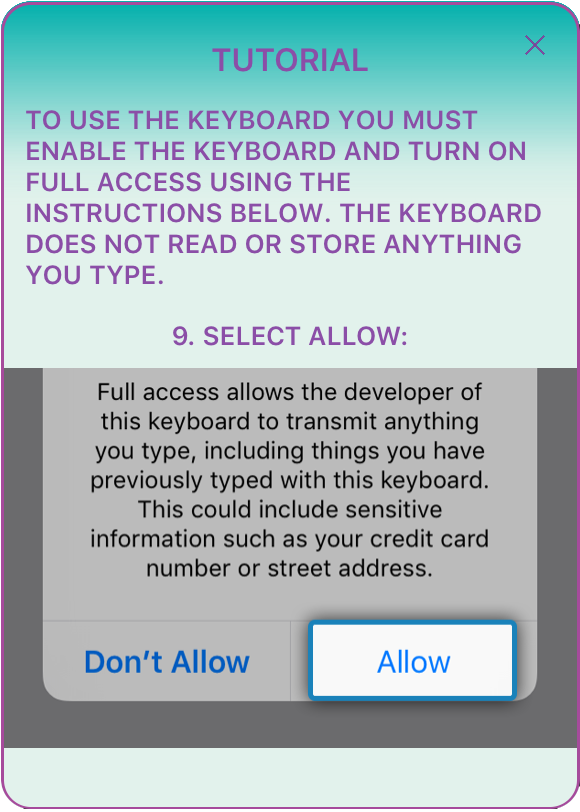 TUTORIAL
TO USE THE KEYBOARD YOU MUST
ENABLE THE KEYBOARD AND TURN ON
FULL ACCESS USING THE
INSTRUCTIONS BELOW. THE KEYBOARD
DOES NOT READ OR STORE ANYTHING
YOU TYPE.
9. SELECT ALLOW:
Full access allows the developer of
this keyboard to transmit anything
you type, including things you have
previously typed with this keyboard.
This could include sensitive
information such as your credit card
number or street address.
Don’t Allow
Allow